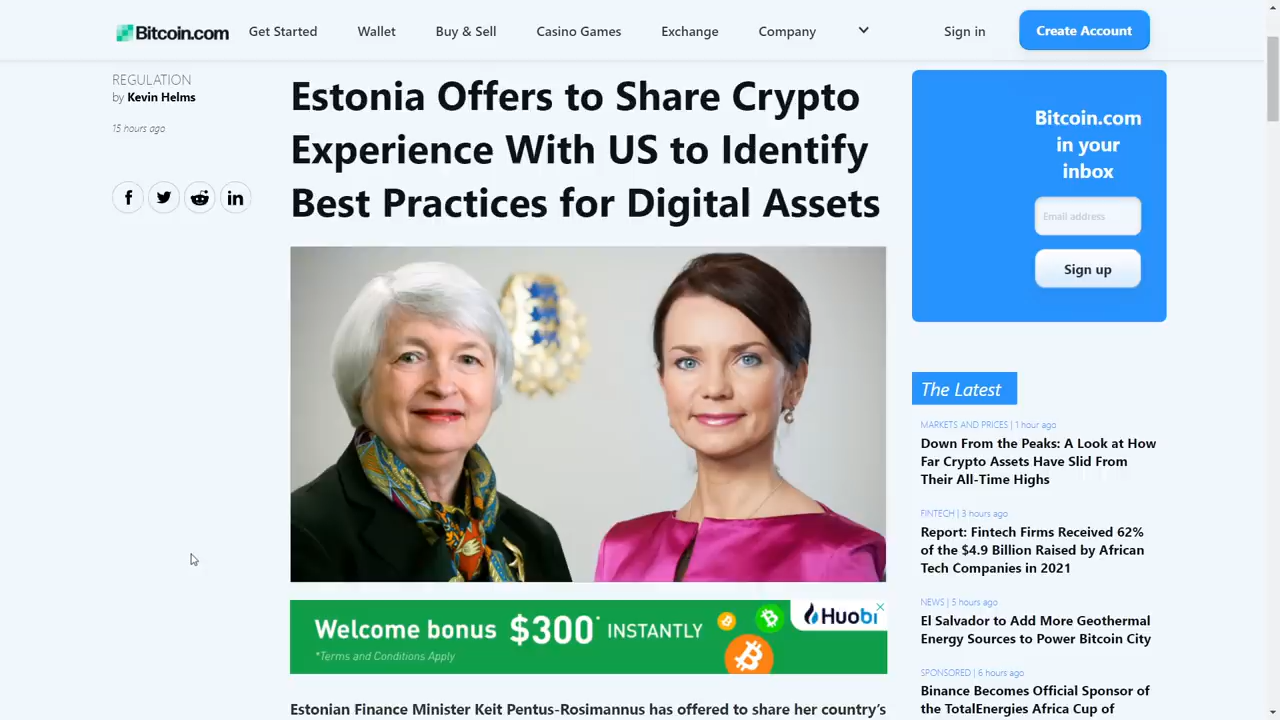 Bitcoin.com
Get Started
Wallet
Buy & Sell
Casino Games
Exchange
Company
Sign in
Create Account
REGULATION
by Kevin Helms
15 hours ago
Estonia Offers to Share Crypto
Experience With US to Identify
Best Practices for Digital Assets
Welcome bonus $300* INSTANTLY
*Terms and Conditions Apply
Huobi
Estonian Finance Minister Keit Pentus-Rosimannus has offered to share her country's
Bitcoin.com
in your
inbox
Email address
Sign up
The Latest
MARKETS AND PRICES | 1 hour ago
Down From the Peaks: A Look at How
Far Crypto Assets Have Slid From
Their All-Time Highs
FINTECH | 3 hours ago
Report: Fintech Firms Received 62%
of the $4.9 Billion Raised by African
Tech Companies in 2021
NEWS | 5 hours ago
El Salvador to Add More Geothermal
Energy Sources to Power Bitcoin City
SPONSORED | 6 hours ago
Binance Becomes Official Sponsor of
the TotalEnergies Africa Cup of